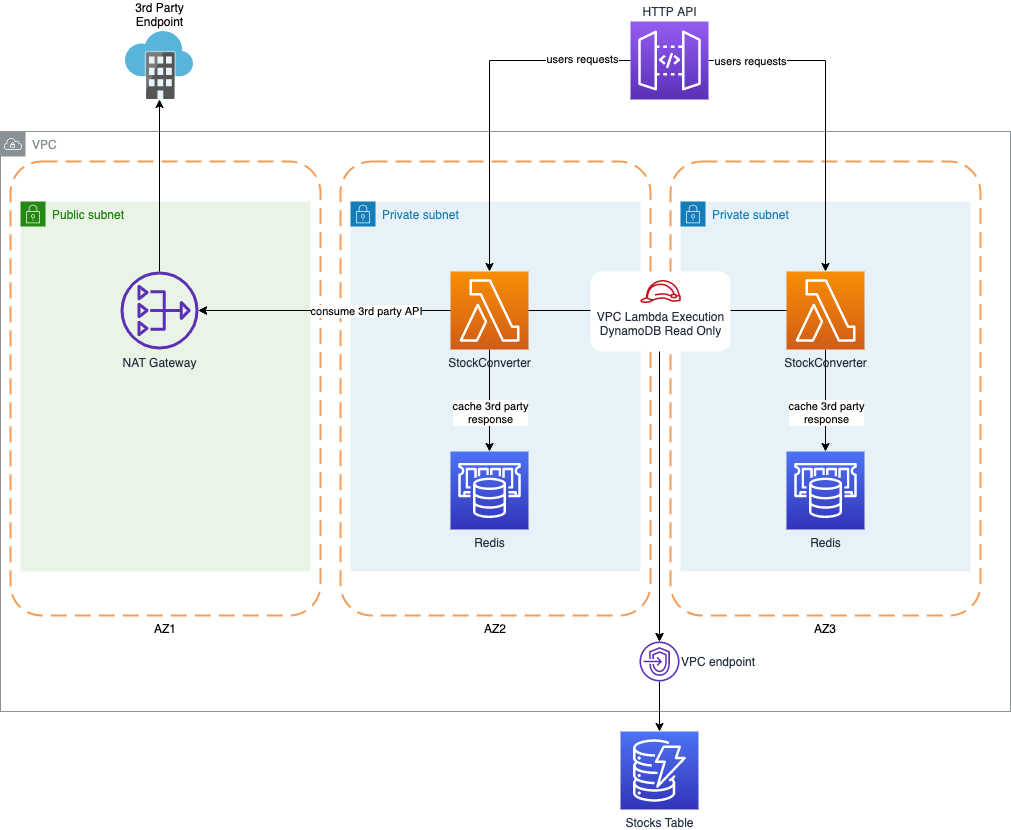 3rd Party
Endpoint
HTTP API
users requests
users requests
VPC
Public subnet
Private subnet
Private subnet
consume 3rd party API
VPC Lambda Execution
DynamoDB Read Only
NAT Gateway
StockConverter
StockConverter
cache 3rd party
response
cache 3rd party
response
Redis
Redis
AZ1
AZ2
AZ3
VPC endpoint
Stocks Table